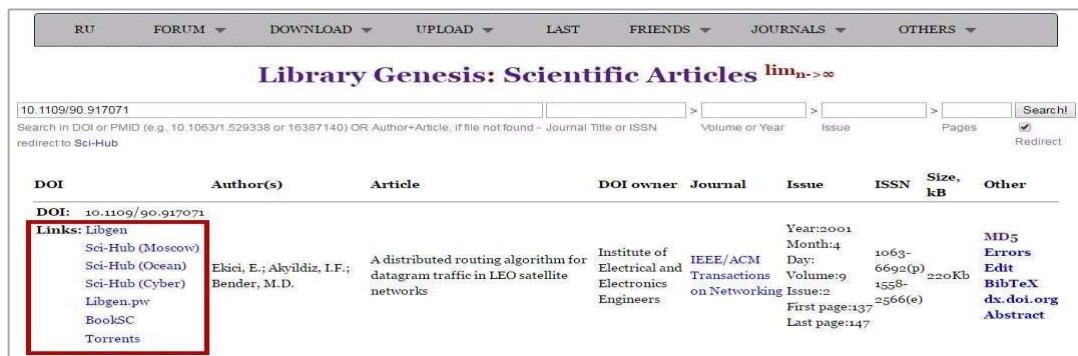 RU FORUM DOWNLOAD UPLOAD LAST FRIENDS JOURNALS OTHERS
Library Genesis: Scientific Articles lim n->∞
10.1109/90.917071 > > > Search!
Search in DOI or PMID (e.g. 10.1063/1.529338 or 16387140) OR Author+Article, if file not found - Journal Title or ISSN Volume or Year Issue Pages
redirect to Sci-Hub Redirect
DOI Author(s) Article DOI owner Journal Issue ISSN Size, kB Other
DOI: 10.1109/90.917071
Links: Libgen
Sci-Hub (Moscow)
Sci-Hub (Ocean)
Sci-Hub (Cyber)
Libgen.pw
BookSC
Torrents
Ekici, E.; Akyildiz, I.F.;
Bender, M.D.
A distributed routing algorithm for
datagram traffic in LEO satellite
networks
Institute of
Electrical and
Electronics
Engineers
IEEE/ACM
Transactions
on Networking
Year:2001
Month:4
Day:
Volume:9
Issue:2
First page:137
Last page:147
1063-
6692(p)
1558-
2566(e)
220Kb
MD5
Errors
Edit
BibTeX
dx.doi.org
Abstract